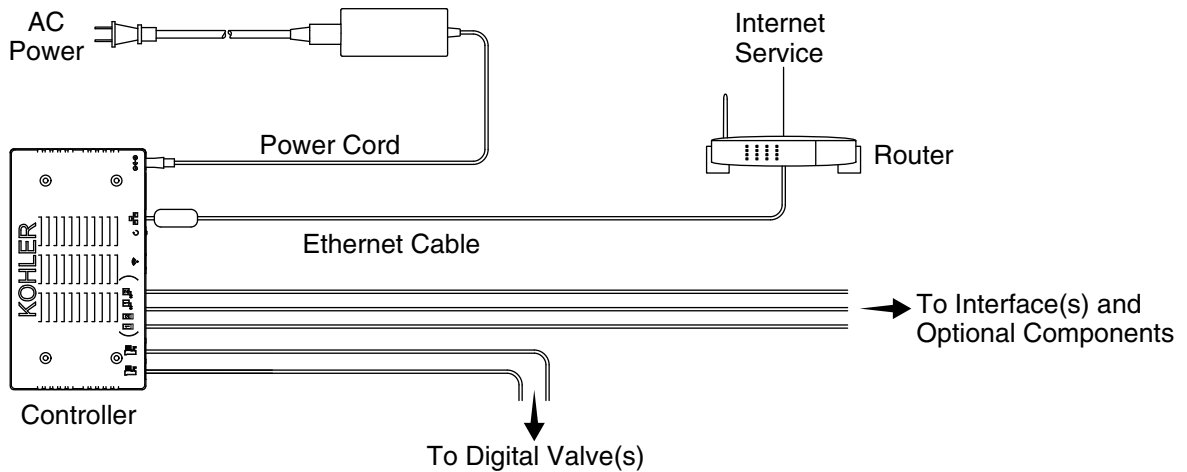 AC
Power
Internet
Service
Power Cord
Router
Ethernet Cable
KOHLER
To Interface(s) and
Optional Components
Controller
To Digital Valve(s)